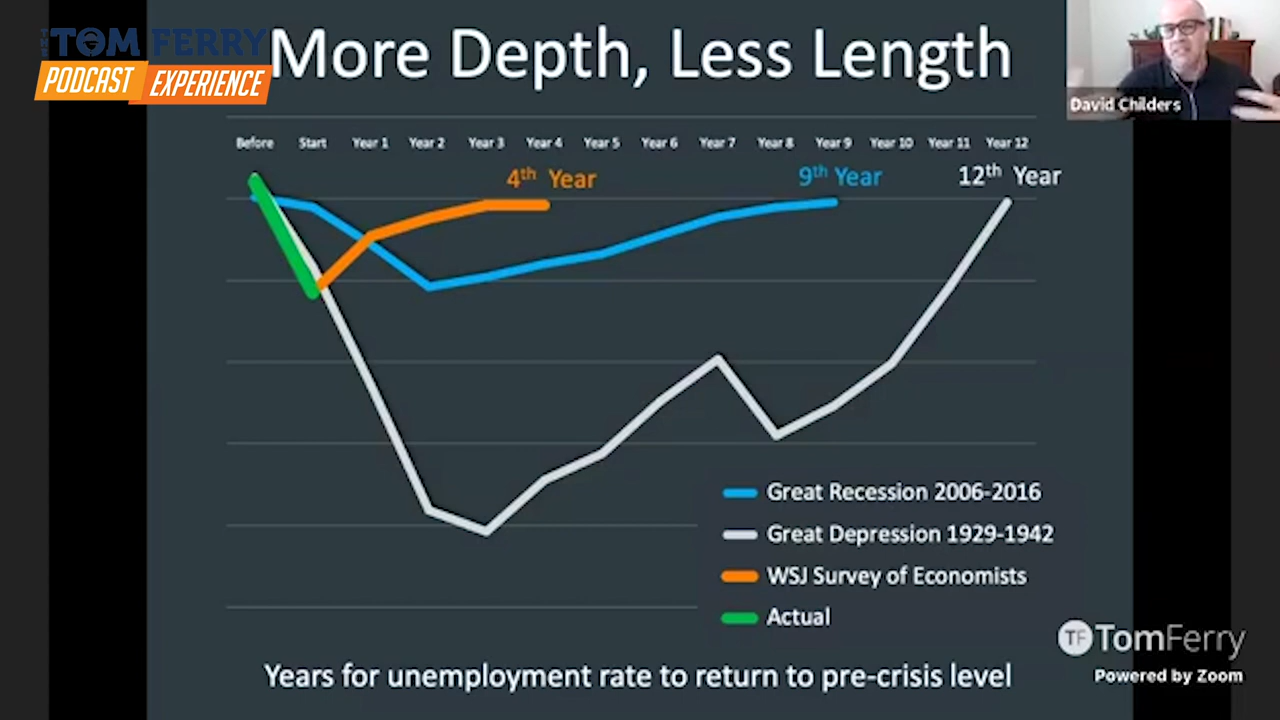 THE TOM FERRY
PODCAST EXPERIENCE
More Depth, Less Length
David Childers
Before Start Year 1 Year 2 Year 3 Year 4 Year 5 Year 6 Year 7 Year 8 Year 9 Year 10 Year 11 Year 12
4th Year 9th Year 12th Year
Great Recession 2006-2016
Great Depression 1929-1942
WSJ Survey of Economists
Actual
TF TomFerry
Years for unemployment rate to return to pre-crisis level
Powered by Zoom